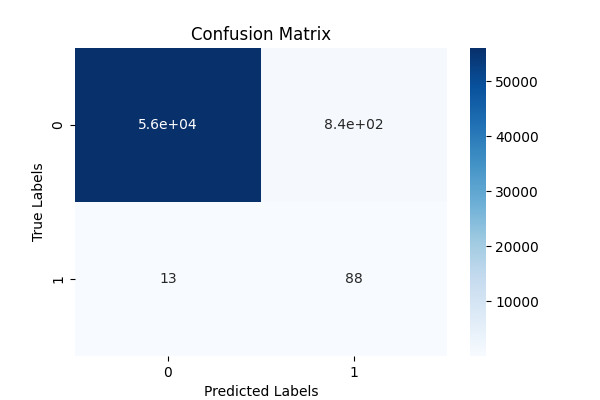 Confusion Matrix
0
5.6e+04
8.4e+02
1
13
88
True Labels
0
1
Predicted Labels
50000
40000
30000
20000
10000